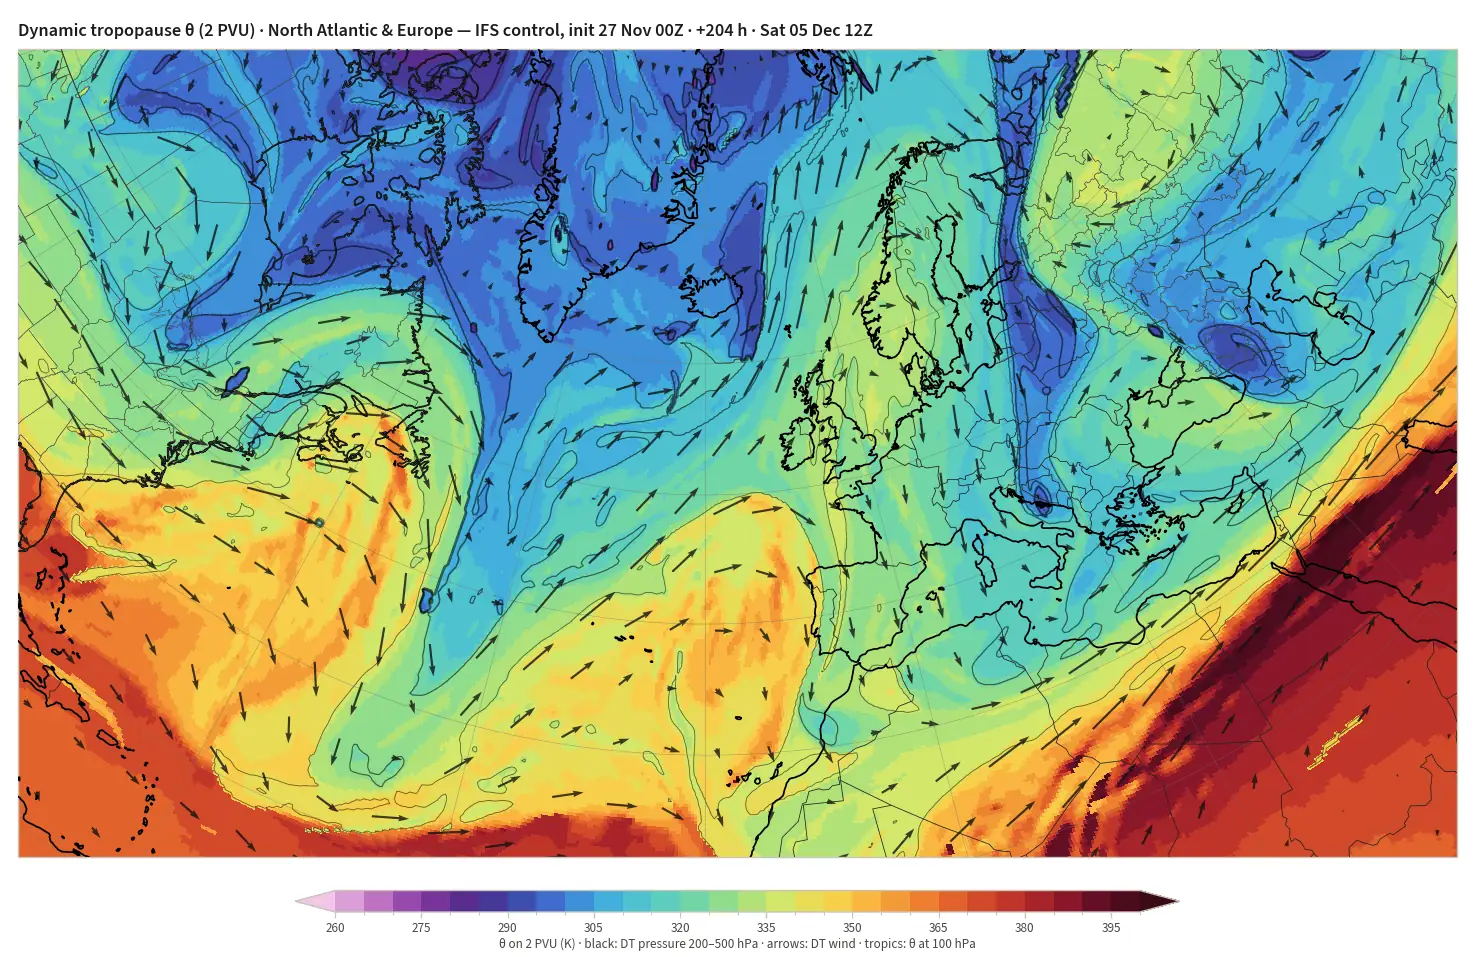 Dynamic tropopause θ (2 PVU) · North Atlantic & Europe — IFS control, init 27 Nov 00Z · +204 h · Sat 05 Dec 12Z
260 275 290 305 320 335 350 365 380 395
θ on 2 PVU (K) · black: DT pressure 200–500 hPa · arrows: DT wind · tropics: θ at 100 hPa